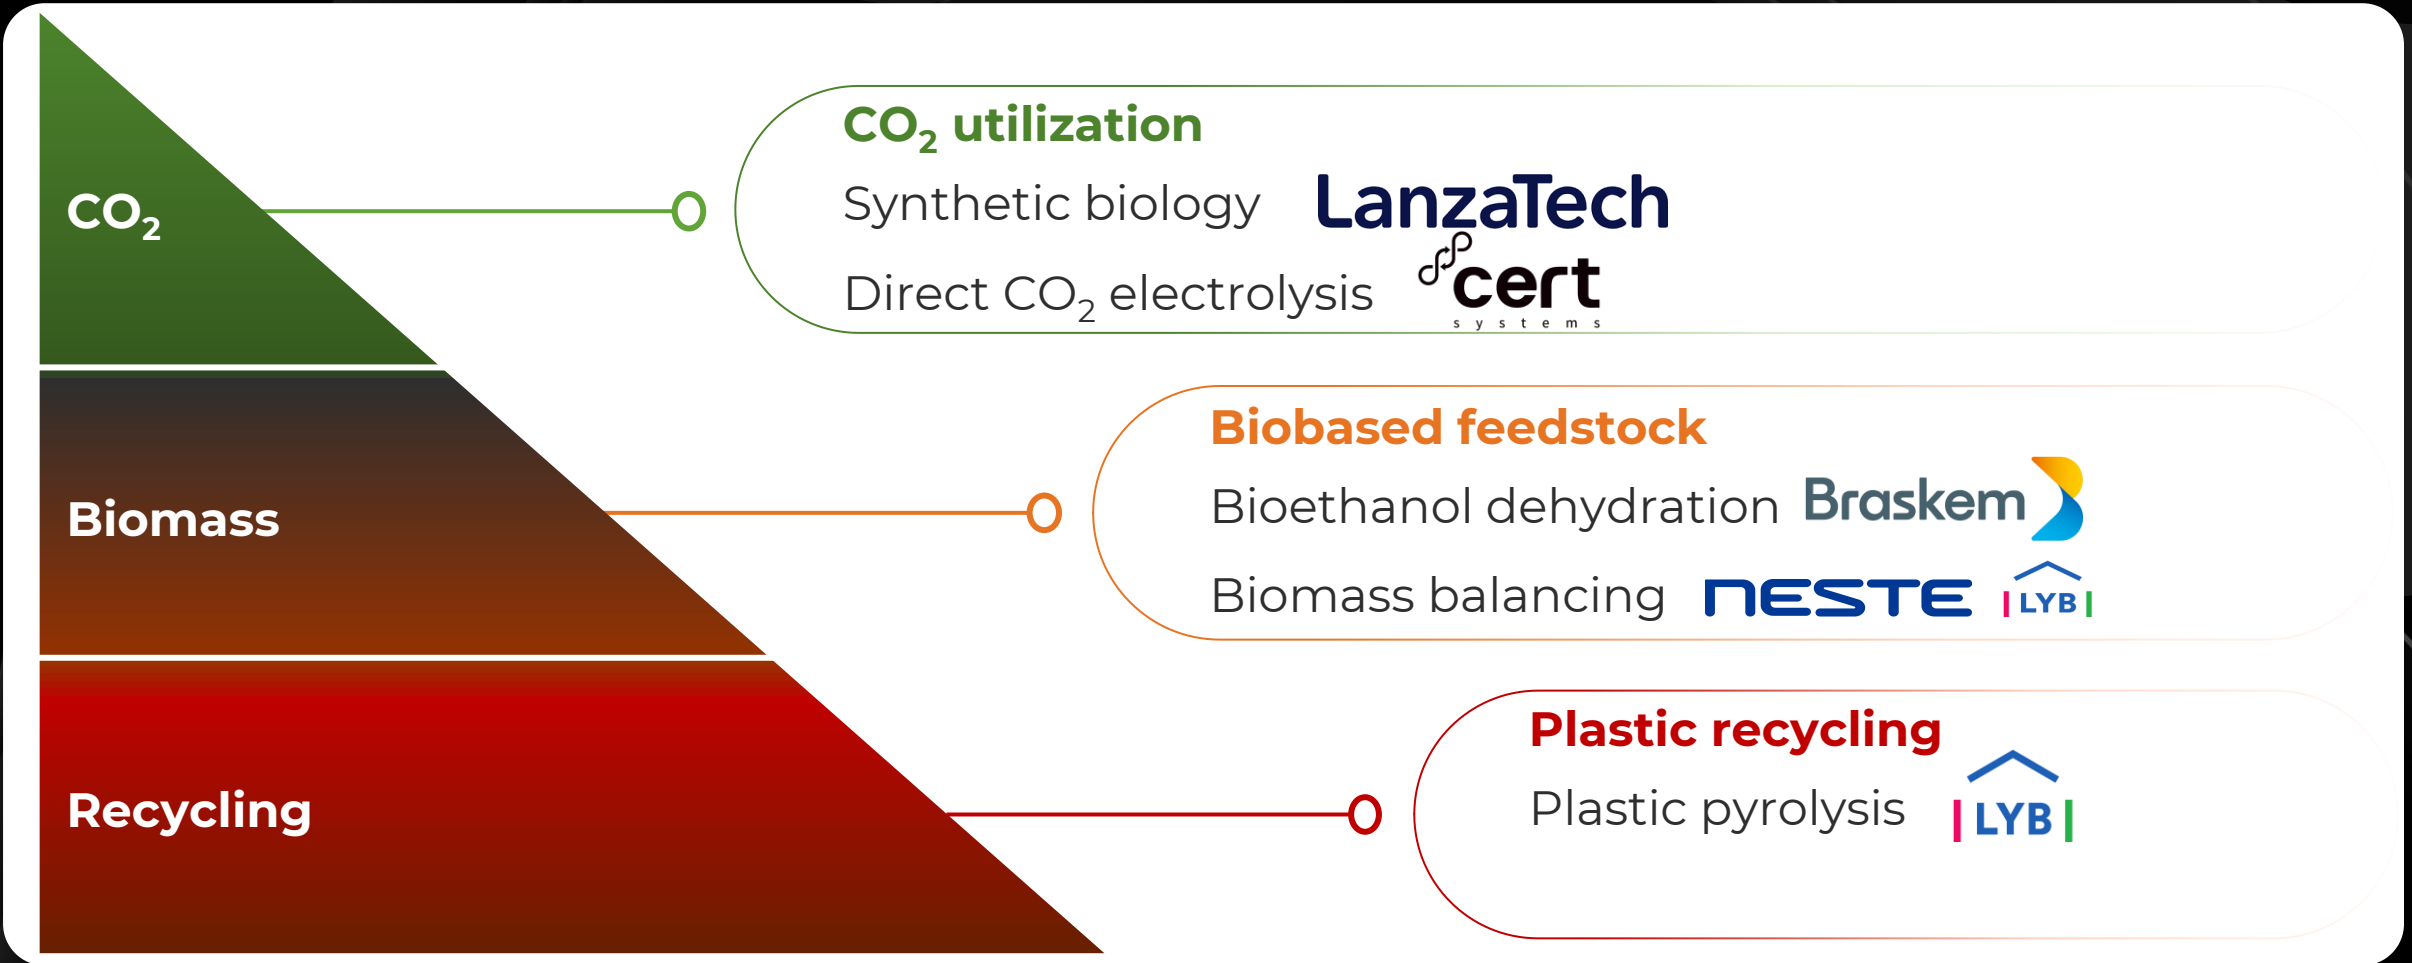 CO₂
CO₂ utilization
Synthetic biology LanzaTech
Direct CO₂ electrolysis cert
systems
Biomass
Biobased feedstock
Bioethanol dehydration Braskem
Biomass balancing NESTE LYB
Recycling
Plastic recycling
Plastic pyrolysis LYB